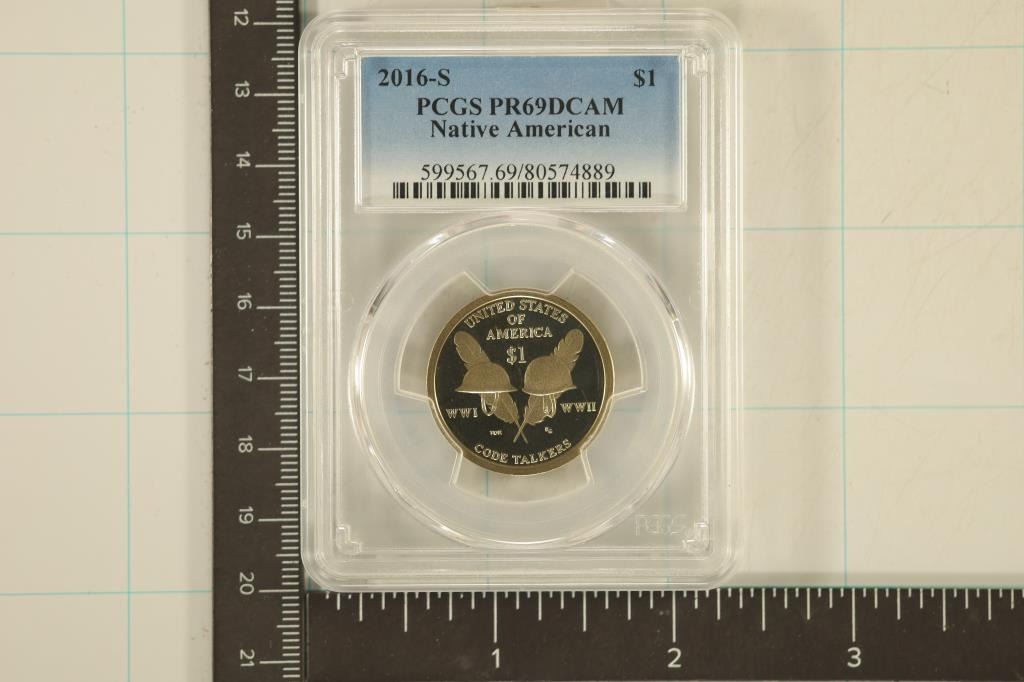 2016-S $1
PCGS PR69DCAM
Native American
599567.69/80574889
UNITED STATES
OF
AMERICA
$1
WWI WWII
CODE TALKERS
PCGS
12
13
14
15
16
17
18
19
20
21
1 2 3